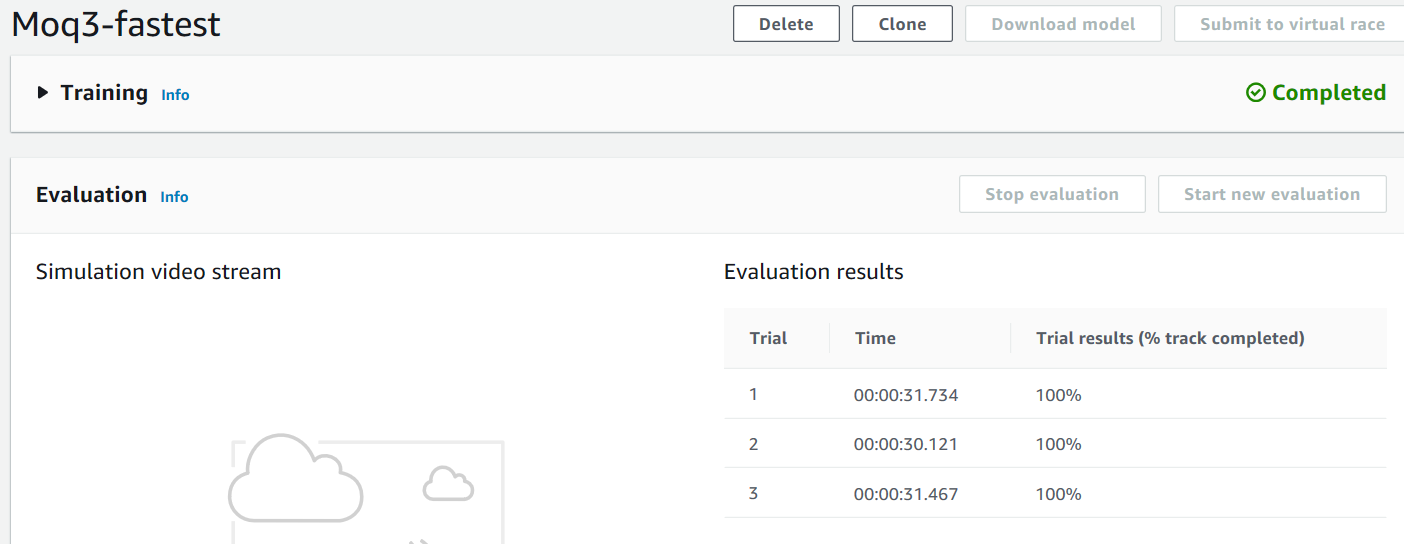 Moq3-fastest
Delete
Clone
Download model
Submit to virtual race
Training Info
Completed
Evaluation Info
Stop evaluation
Start new evaluation
Simulation video stream
Evaluation results
Trial Time Trial results (% track completed)
1 00:00:31.734 100%
2 00:00:30.121 100%
3 00:00:31.467 100%